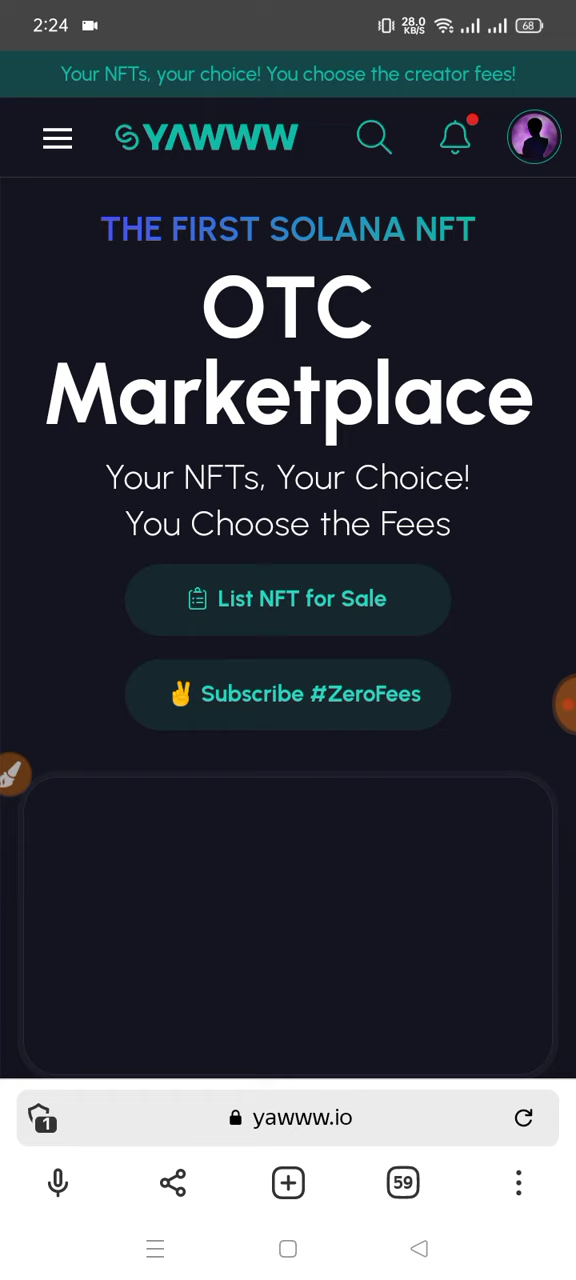 2:24
28.0
KB/S
68
Your NFTs, your choice! You choose the creator fees!
YAWWW
THE FIRST SOLANA NFT
OTC
Marketplace
Your NFTs, Your Choice!
You Choose the Fees
List NFT for Sale
✌️ Subscribe #ZeroFees
1
yawww.io
59